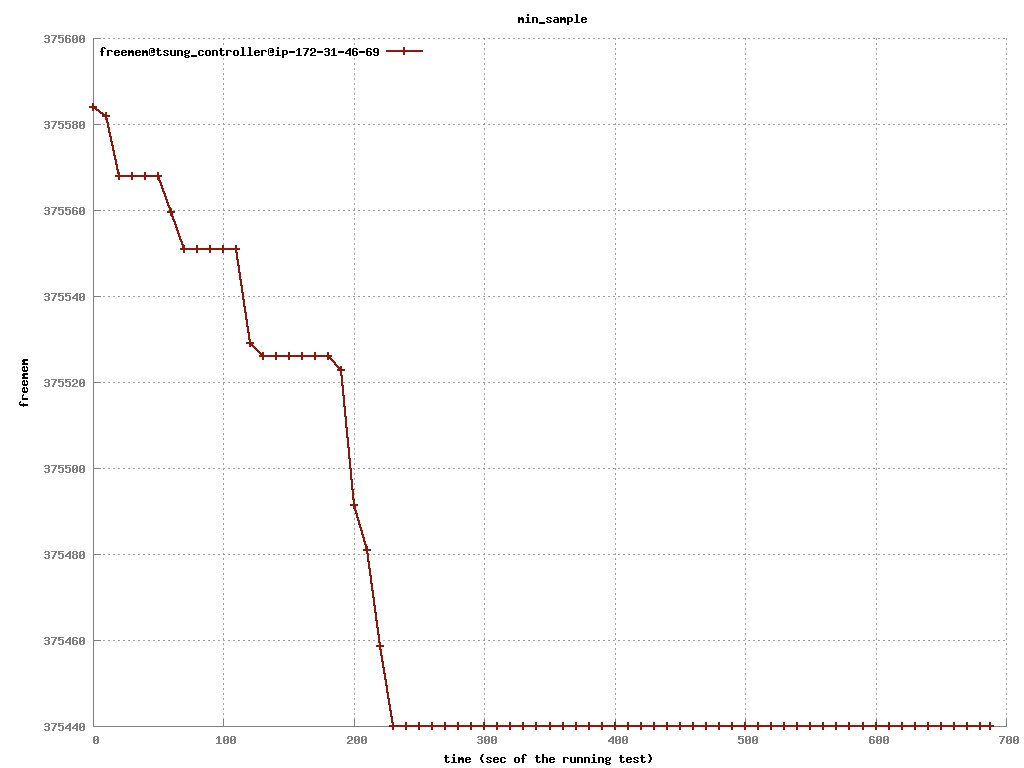 min_sample
375600
freemem@tsung_controller@ip-172-31-46-69
375580
375560
375540
freemem
375520
375500
375480
375460
375440
0 100 200 300 400 500 600 700
time (sec of the running test)